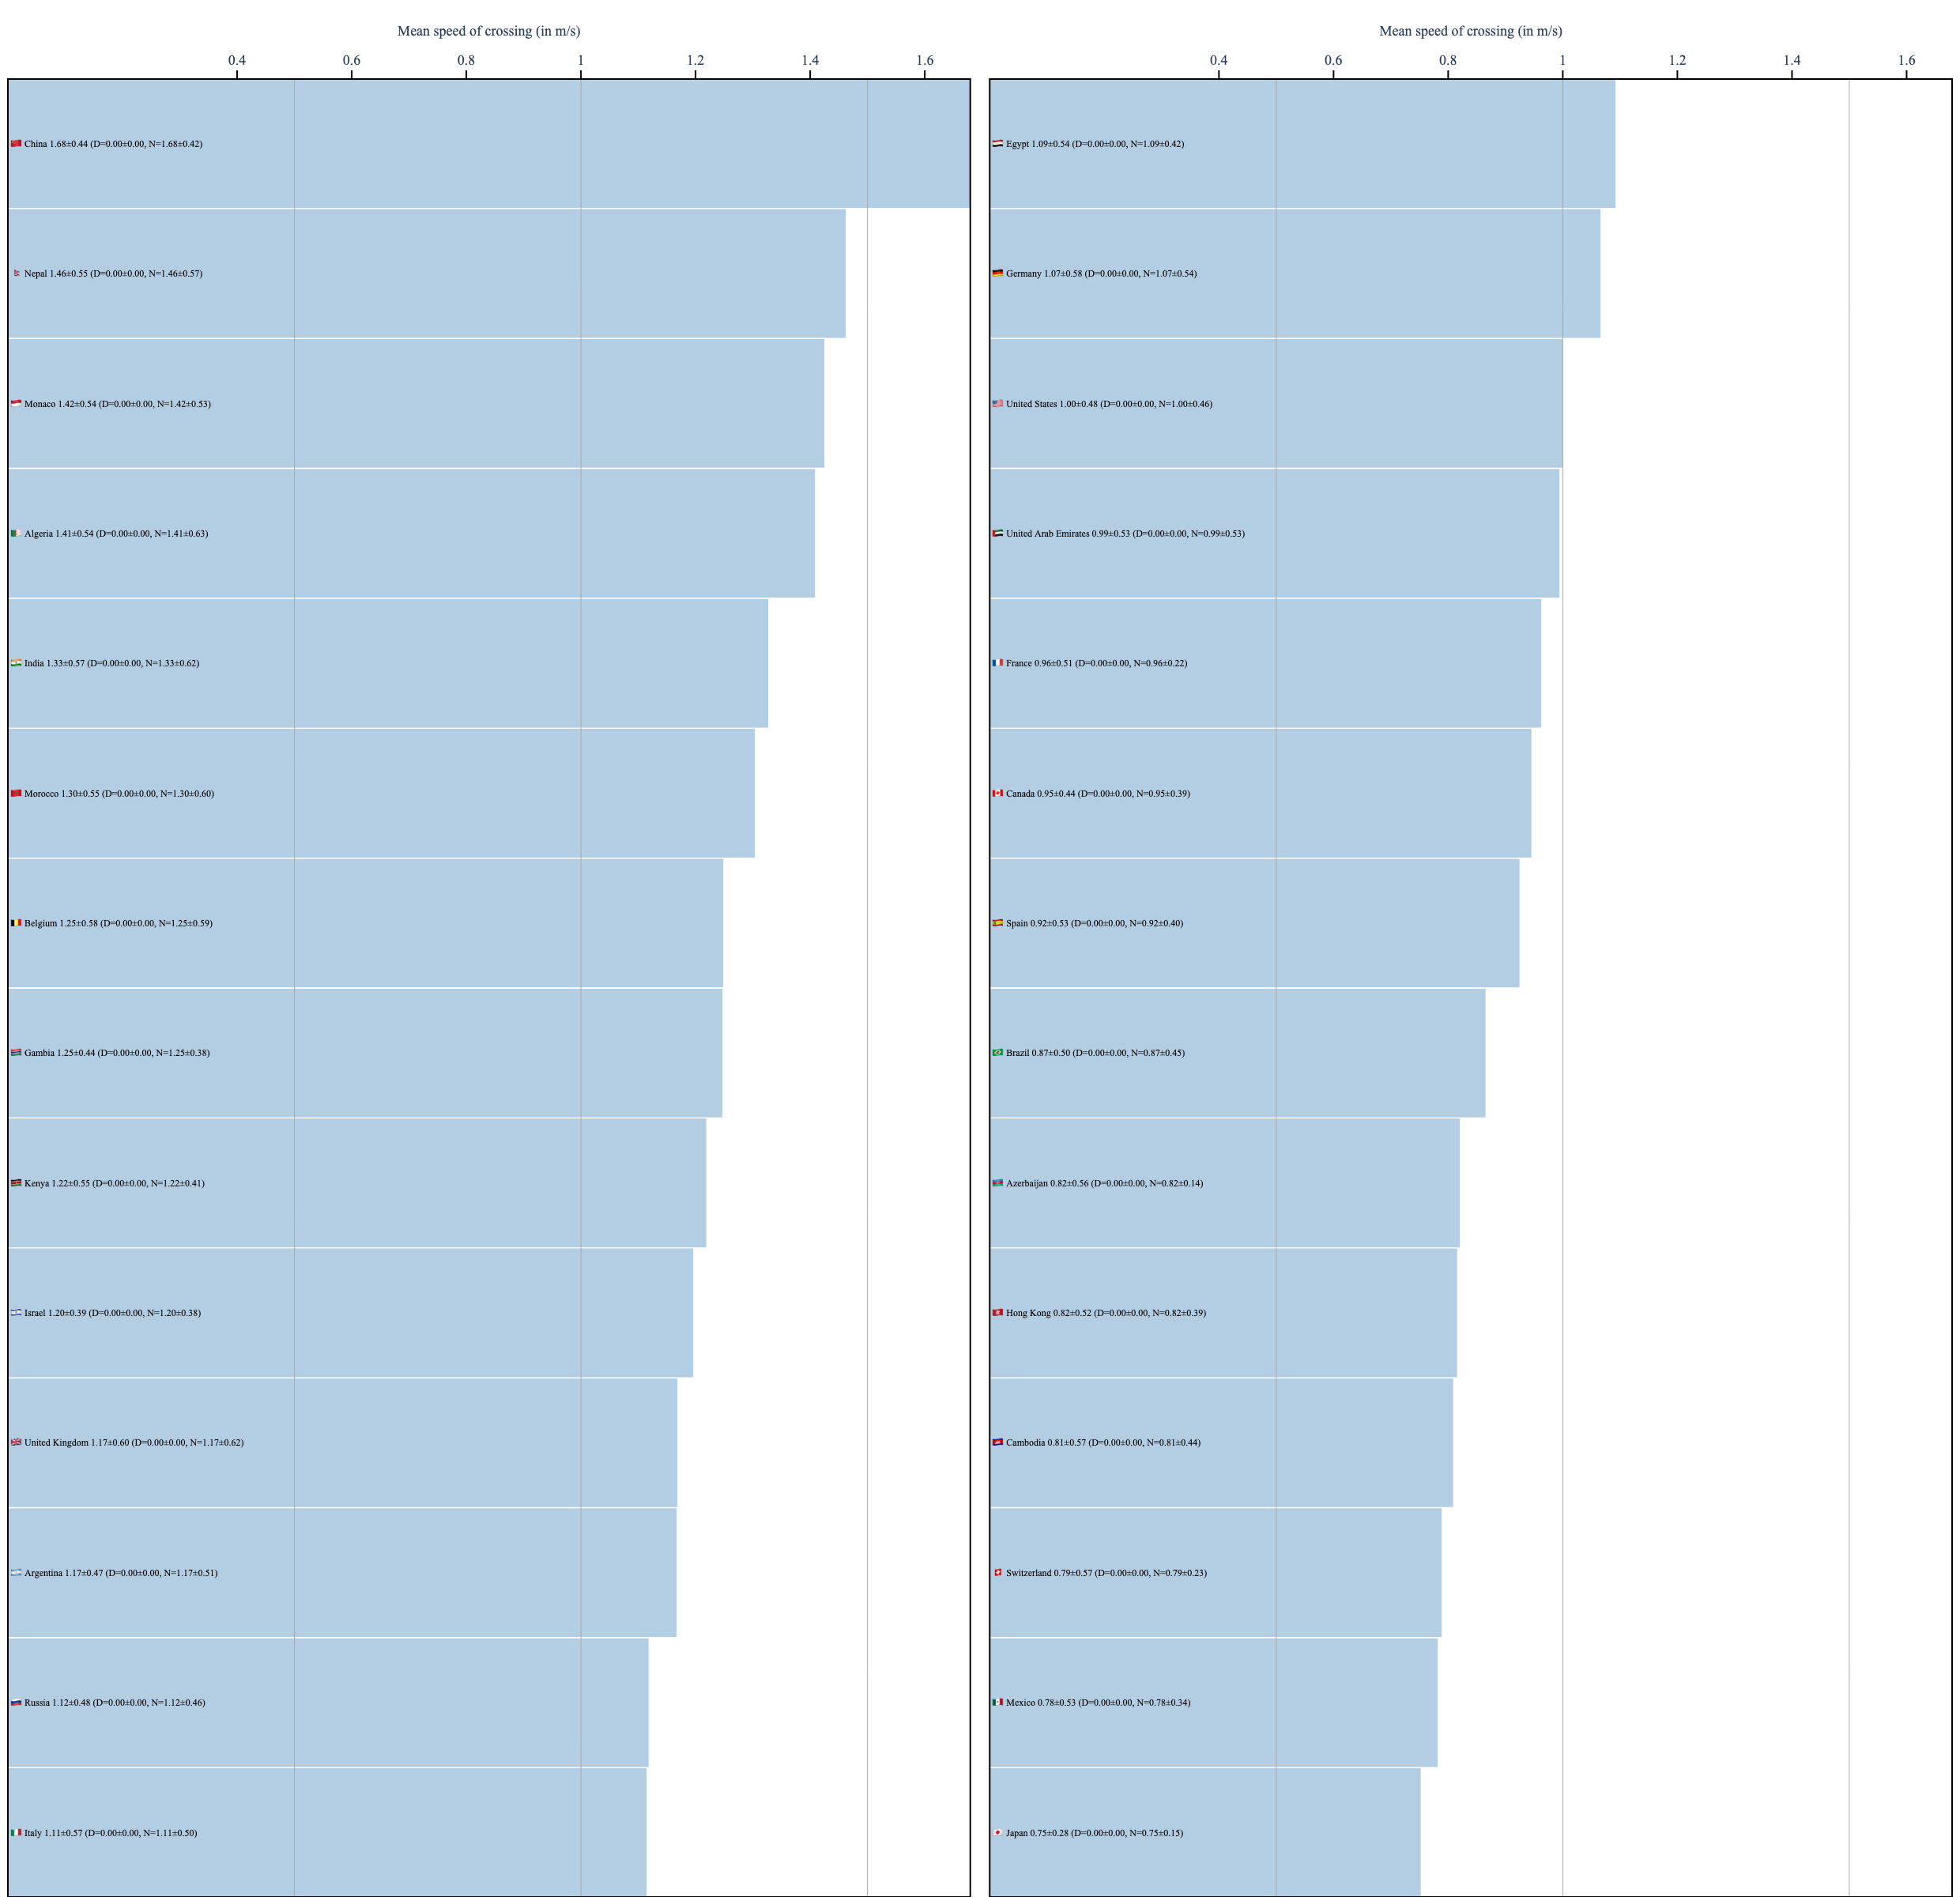 Mean speed of crossing (in m/s)
0.4 0.6 0.8 1 1.2 1.4 1.6
China 1.68±0.44 (D=0.00±0.00, N=1.68±0.42)
Nepal 1.46±0.55 (D=0.00±0.00, N=1.46±0.57)
Monaco 1.42±0.54 (D=0.00±0.00, N=1.42±0.53)
Algeria 1.41±0.54 (D=0.00±0.00, N=1.41±0.63)
India 1.33±0.57 (D=0.00±0.00, N=1.33±0.62)
Morocco 1.30±0.55 (D=0.00±0.00, N=1.30±0.60)
Belgium 1.25±0.58 (D=0.00±0.00, N=1.25±0.59)
Gambia 1.25±0.44 (D=0.00±0.00, N=1.25±0.38)
Kenya 1.22±0.55 (D=0.00±0.00, N=1.22±0.41)
Israel 1.20±0.39 (D=0.00±0.00, N=1.20±0.38)
United Kingdom 1.17±0.60 (D=0.00±0.00, N=1.17±0.62)
Argentina 1.17±0.47 (D=0.00±0.00, N=1.17±0.51)
Russia 1.12±0.48 (D=0.00±0.00, N=1.12±0.46)
Italy 1.11±0.57 (D=0.00±0.00, N=1.11±0.50)
Mean speed of crossing (in m/s)
0.4 0.6 0.8 1 1.2 1.4 1.6
Egypt 1.09±0.54 (D=0.00±0.00, N=1.09±0.42)
Germany 1.07±0.58 (D=0.00±0.00, N=1.07±0.54)
United States 1.00±0.48 (D=0.00±0.00, N=1.00±0.46)
United Arab Emirates 0.99±0.53 (D=0.00±0.00, N=0.99±0.53)
France 0.96±0.51 (D=0.00±0.00, N=0.96±0.22)
Canada 0.95±0.44 (D=0.00±0.00, N=0.95±0.39)
Spain 0.92±0.53 (D=0.00±0.00, N=0.92±0.40)
Brazil 0.87±0.50 (D=0.00±0.00, N=0.87±0.45)
Azerbaijan 0.82±0.56 (D=0.00±0.00, N=0.82±0.14)
Hong Kong 0.82±0.52 (D=0.00±0.00, N=0.82±0.39)
Cambodia 0.81±0.57 (D=0.00±0.00, N=0.81±0.44)
Switzerland 0.79±0.57 (D=0.00±0.00, N=0.79±0.23)
Mexico 0.78±0.53 (D=0.00±0.00, N=0.78±0.34)
Japan 0.75±0.28 (D=0.00±0.00, N=0.75±0.15)